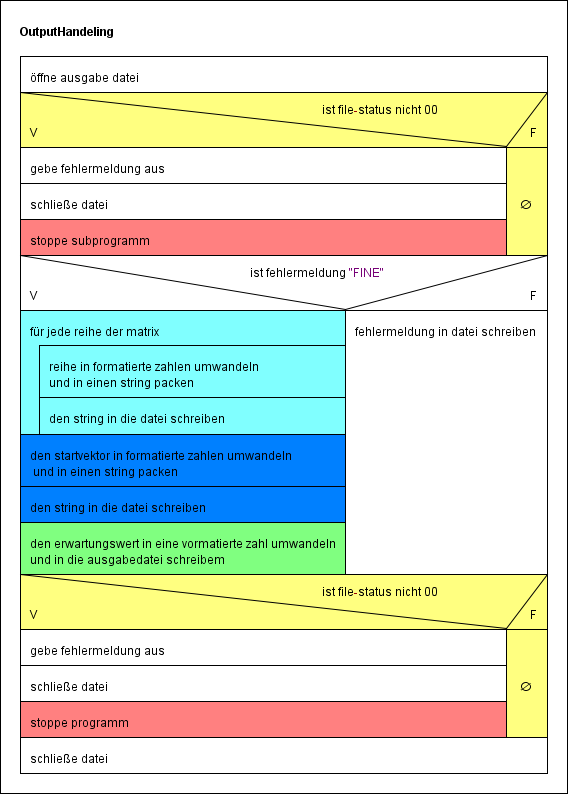 OutputHandeling
öffne ausgabe datei
ist file-status nicht 00
V
F
gebe fehlermeldung aus
schließe datei
∅
stoppe subprogramm
ist fehlermeldung "FINE"
V
F
für jede reihe der matrix
fehlermeldung in datei schreiben
reihe in formatierte zahlen umwandeln
und in einen string packen
den string in die datei schreiben
den startvektor in formatierte zahlen umwandeln
und in einen string packen
den string in die datei schreiben
den erwartungswert in eine vormatierte zahl umwandeln
und in die ausgabedatei schreibem
ist file-status nicht 00
V
F
gebe fehlermeldung aus
schließe datei
∅
stoppe programm
schließe datei